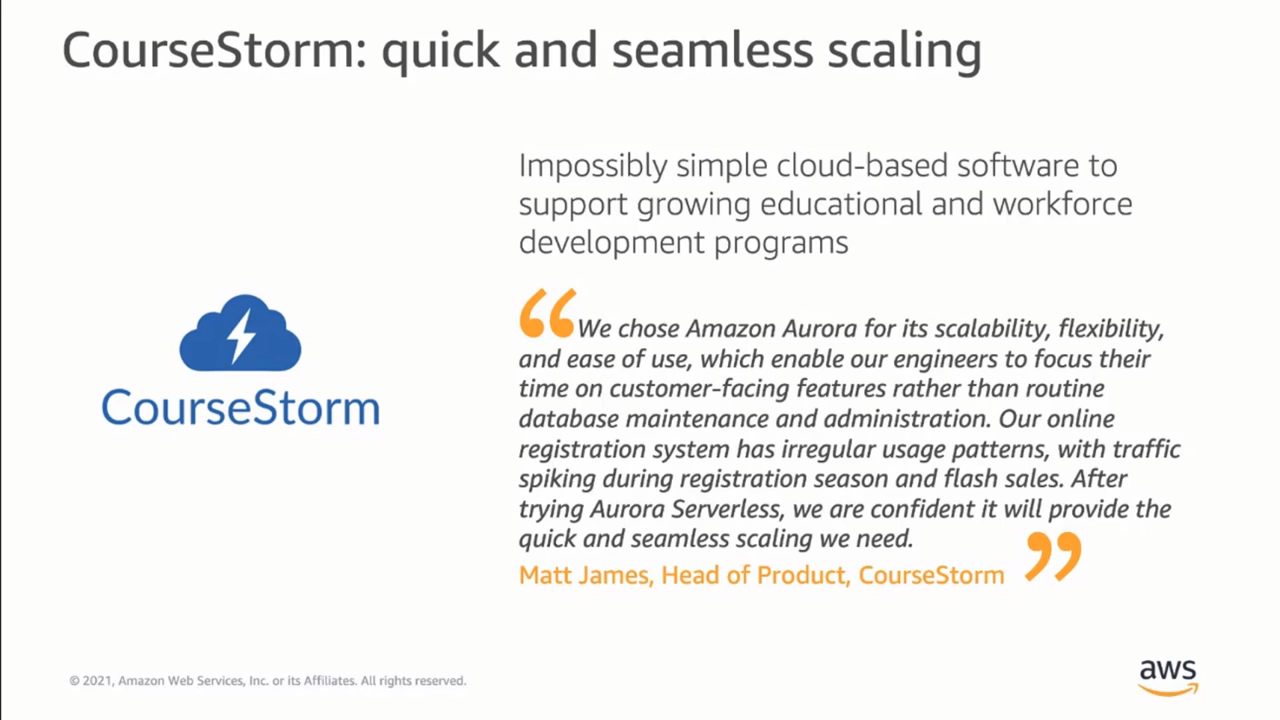 CourseStorm: quick and seamless scaling
Impossibly simple cloud-based software to
support growing educational and workforce
development programs
CourseStorm
“We chose Amazon Aurora for its scalability, flexibility,
and ease of use, which enable our engineers to focus their
time on customer-facing features rather than routine
database maintenance and administration. Our online
registration system has irregular usage patterns, with traffic
spiking during registration season and flash sales. After
trying Aurora Serverless, we are confident it will provide the
quick and seamless scaling we need.”
Matt James, Head of Product, CourseStorm
© 2021, Amazon Web Services, Inc. or its Affiliates. All rights reserved.
aws